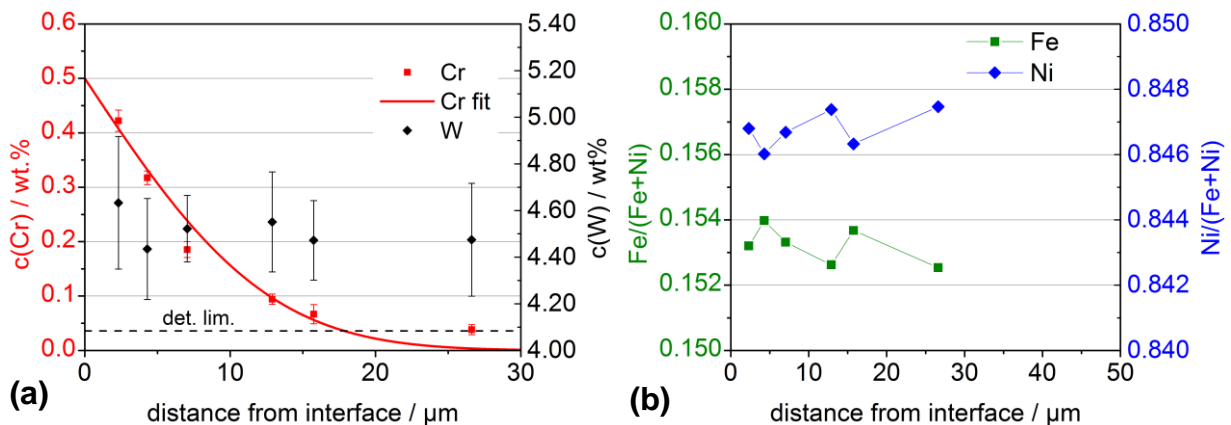 0.6
0.5
0.4
0.3
0.2
0.1
0.0
c(Cr) / wt.%
5.40
5.20
5.00
4.80
4.60
4.40
4.20
4.00
c(W) / wt%
Cr
Cr fit
W
det. lim.
0 10 20 30
distance from interface / µm
(a)
0.160
0.158
0.156
0.154
0.152
0.150
Fe/(Fe+Ni)
0.850
0.848
0.846
0.844
0.842
0.840
Ni/(Fe+Ni)
Fe
Ni
0 10 20 30 40 50
distance from interface / µm
(b)